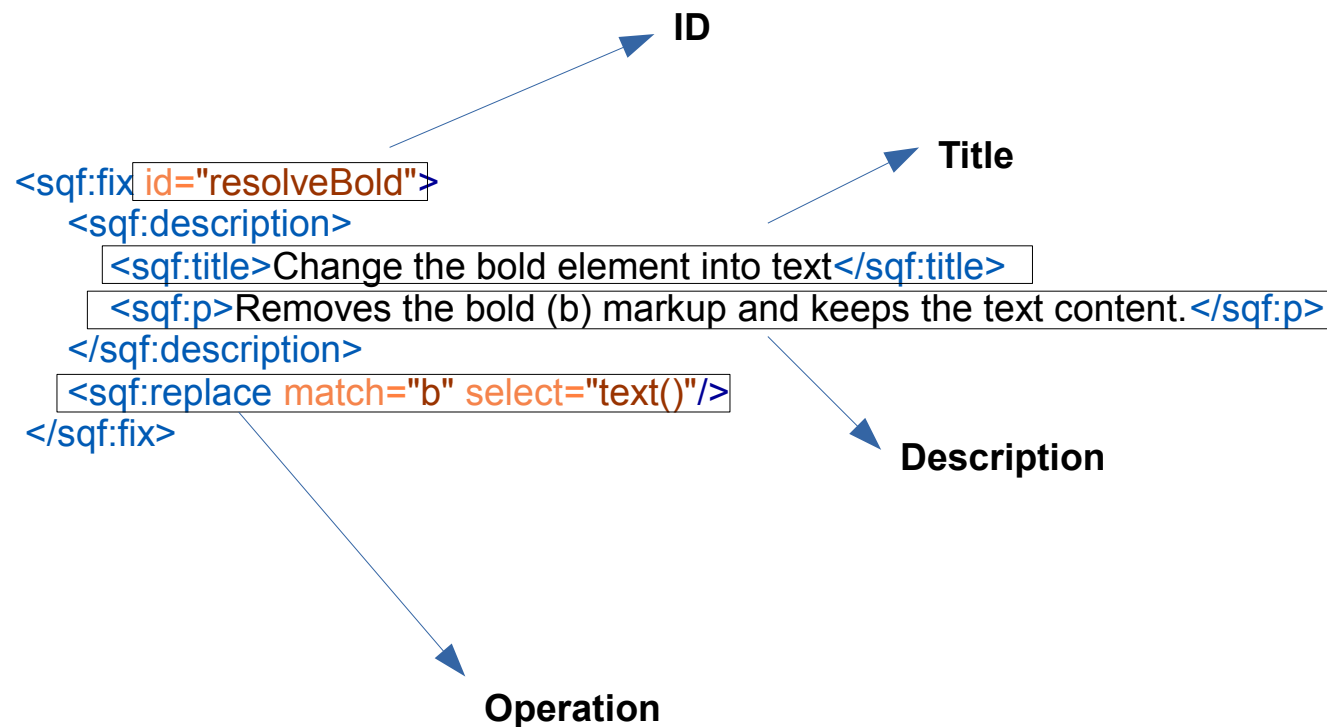 ID
Title
<sqf:fix id="resolveBold">
<sqf:description>
<sqf:title>Change the bold element into text</sqf:title>
<sqf:p>Removes the bold (b) markup and keeps the text content.</sqf:p>
</sqf:description>
<sqf:replace match="b" select="text()"/>
</sqf:fix>
Description
Operation